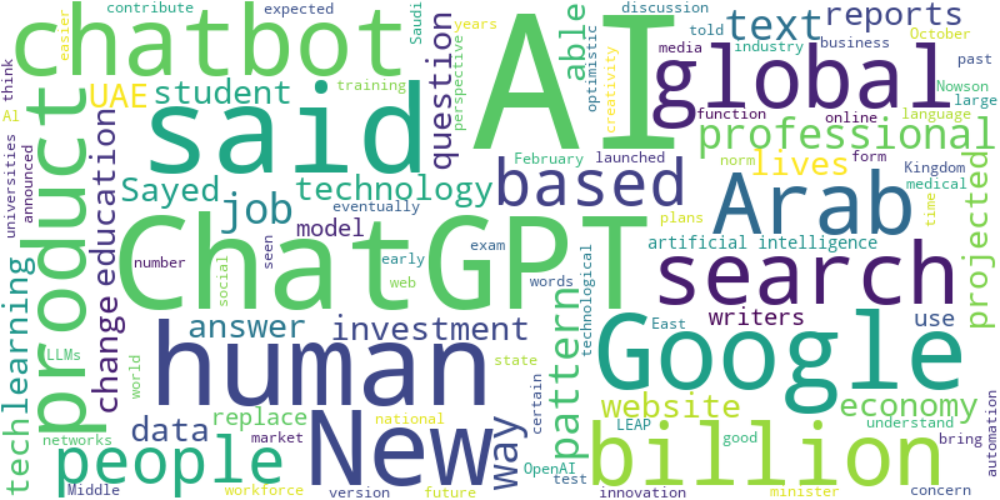 contribute
expected
Saudi
easier
chatbot
think
AI
UAE
student
training
said
question
perspective
years
AI
able
optimistic
creativity
discussion
told
text
reports
media
industry
business
October
global
past
Nowson
large
function
online
language
professional
product
universities
announced
education
change
Sayed
technology
job
eventually
model
February
launched
based
norm
lives
form
Kingdom
medical
time
Arab
projected
plans
artificial intelligence
ChatGPT
number
social
seen
early
web
exam
words
search
technological
pattern
writers
use
East
Google
techlearning
LLMs
world
answer
investment
human
state
replace
data
networks
market
people
Middle
workforce
national
New
version
future
way
certain
OpenAI
test
website
LEAP
good
economy
understand
bring
automation
billion
innovation
minister
concern